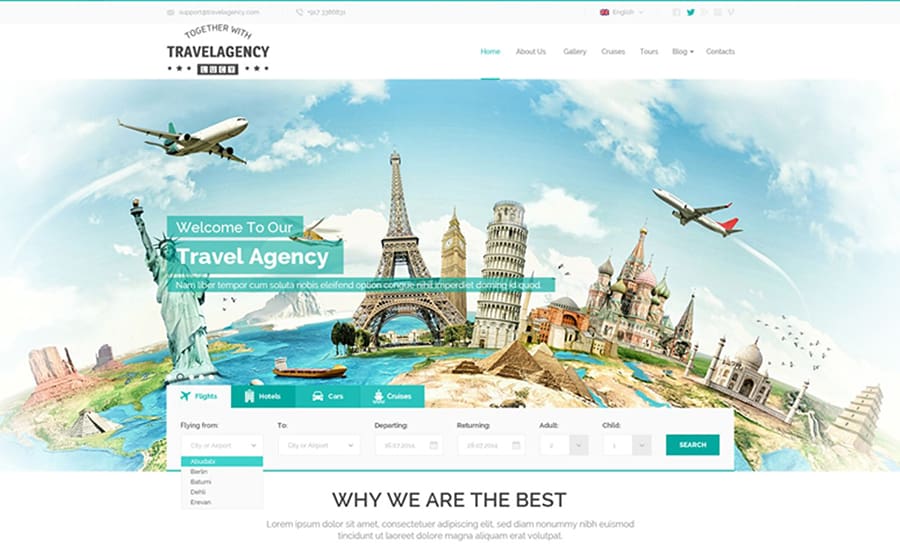 support@travelagency.com
+917 3386831
English
TOGETHER WITH
TRAVELAGENCY
Home
About Us
Gallery
Cruises
Tours
Blog
Contacts
Welcome To Our
Travel Agency
Nam liber tempor cum soluta nobis eleifend option congue nihil imperdiet doming id quod.
Flights
Hotels
Cars
Cruises
Flying from:
To:
Departing:
Returning:
Adult:
Child:
City or Airport
City or Airport
16.07.2014
28.07.2014
2
1
SEARCH
Abudabi
Berlin
Batumi
Dehli
Erevan
WHY WE ARE THE BEST
Lorem ipsum dolor sit amet, consectetuer adipiscing elit, sed diam nonummy nibh euismod
tincidunt ut laoreet dolore magna aliquam erat volutpat.